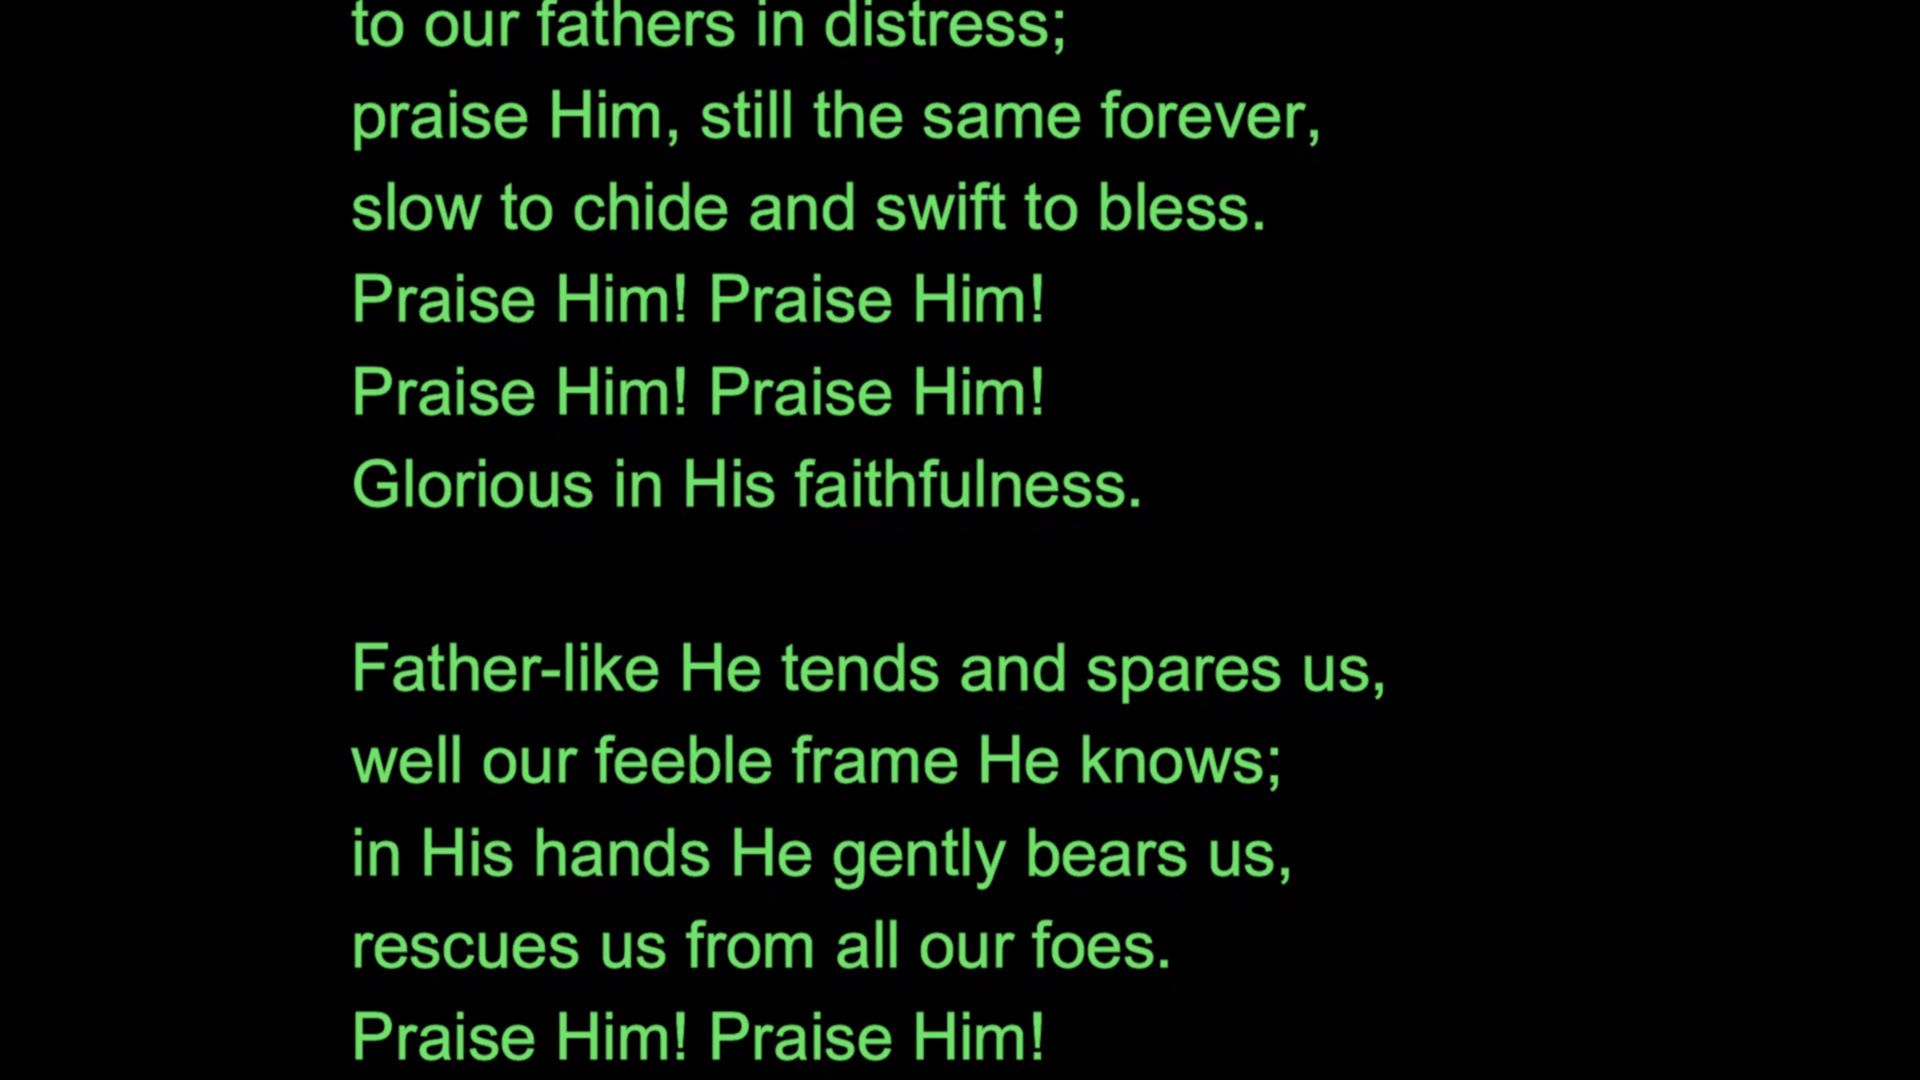 to our fathers in distress;
praise Him, still the same forever,
slow to chide and swift to bless.
Praise Him! Praise Him!
Praise Him! Praise Him!
Glorious in His faithfulness.
Father-like He tends and spares us,
well our feeble frame He knows;
in His hands He gently bears us,
rescues us from all our foes.
Praise Him! Praise Him!